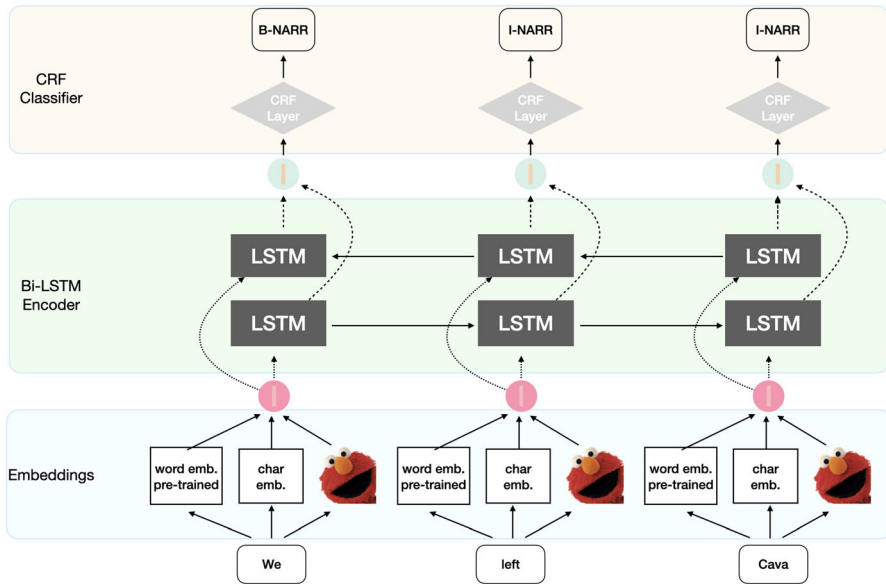 B-NARR
I-NARR
I-NARR
CRF
Classifier
CRF
Layer
CRF
Layer
CRF
Layer
LSTM
LSTM
LSTM
Bi-LSTM
Encoder
LSTM
LSTM
LSTM
Embeddings
word emb.
pre-trained
char
emb.
word emb.
pre-trained
char
emb.
word emb.
pre-trained
char
emb.
We
left
Cava